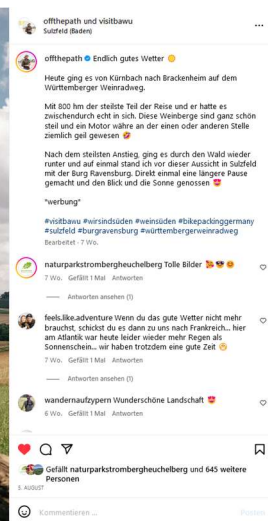 offthepath und visitbawu
Sulzfeld (Baden)
offthepath Endlich gutes Wetter 🌞
Heute ging es von Kürnbach nach Brackenheim auf dem
Württemberger Weinradweg.
Mit 800 hm der steilste Teil der Reise und er hatte es
zwischendurch echt in sich. Diese Weinberge sind ganz schön
steil und ein Motor währe an der einen oder anderen Stelle
ziemlich geil gewesen 🥵
Nach dem steilsten Anstieg, ging es durch den Wald wieder
runter und auf einmal stand ich vor dieser Aussicht in Sulzfeld
mit der Burg Ravensburg. Direkt einmal eine längere Pause
gemacht und den Blick und die Sonne genossen 😍
*werbung*
#visitbawu #wirsindsüden #weinsüden #bikepackinggermany
#sulzfeld #burgravensburg #württembergerweinradweg
Bearbeitet · 7 Wo.
naturparkstrombergheuchelberg Tolle Bilder
7 Wo. Gefällt 1 Mal Antworten
Antworten ansehen (1)
feels.like.adventure Wenn du das gute Wetter nicht mehr
brauchst, schickst du es dann zu uns nach Frankreich... hier
am Atlantik war heute leider wieder mehr Regen als
Sonnenschein... wir haben trotzdem eine gute Zeit
7 Wo. Gefällt 1 Mal Antworten
Antworten ansehen (1)
wandernaufzypern Wunderschöne Landschaft 😍
6 Wo. Gefällt 1 Mal Antworten
Gefällt naturparkstrombergheuchelberg und 645 weitere
Personen
5. AUGUST
Kommentieren ...
Posten